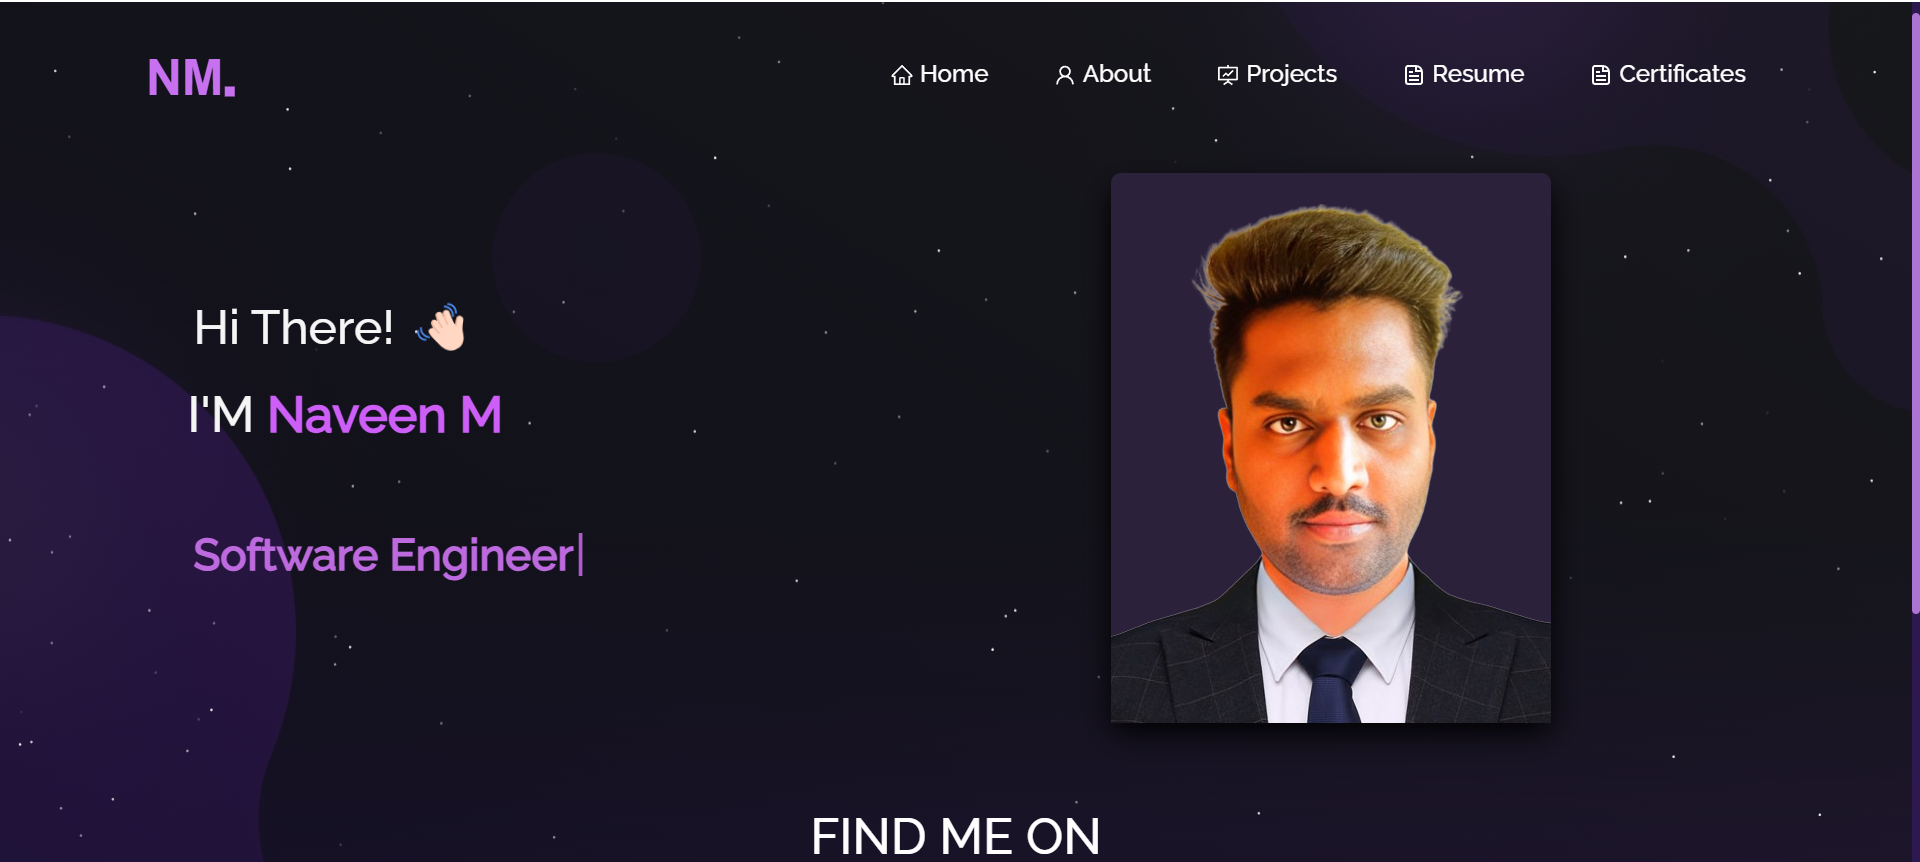 NM.
Home About Projects Resume Certificates
Hi There!
I'M Naveen M
Software Engineer
FIND ME ON